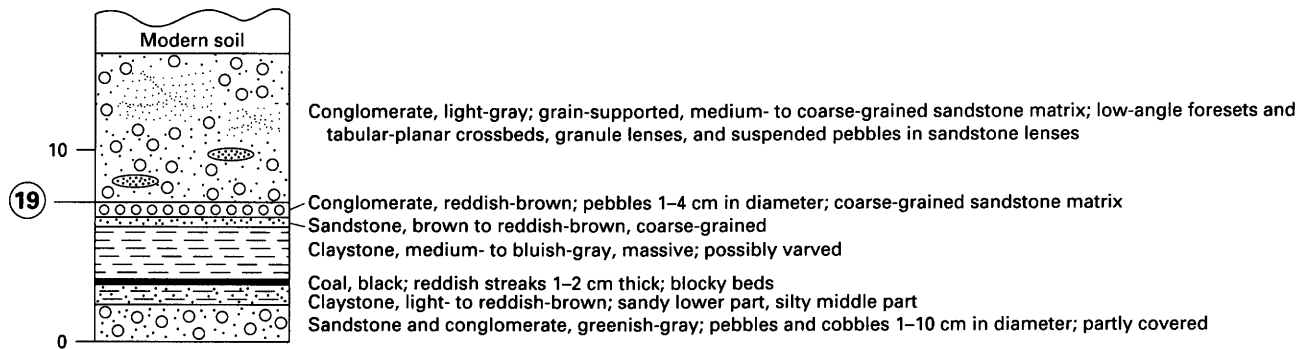 Modern soil
Conglomerate, light-gray; grain-supported, medium- to coarse-grained sandstone matrix; low-angle foresets and
tabular-planar crossbeds, granule lenses, and suspended pebbles in sandstone lenses
10
19
Conglomerate, reddish-brown; pebbles 1–4 cm in diameter; coarse-grained sandstone matrix
Sandstone, brown to reddish-brown, coarse-grained
Claystone, medium- to bluish-gray, massive; possibly varved
Coal, black; reddish streaks 1–2 cm thick; blocky beds
Claystone, light- to reddish-brown; sandy lower part, silty middle part
Sandstone and conglomerate, greenish-gray; pebbles and cobbles 1–10 cm in diameter; partly covered
0